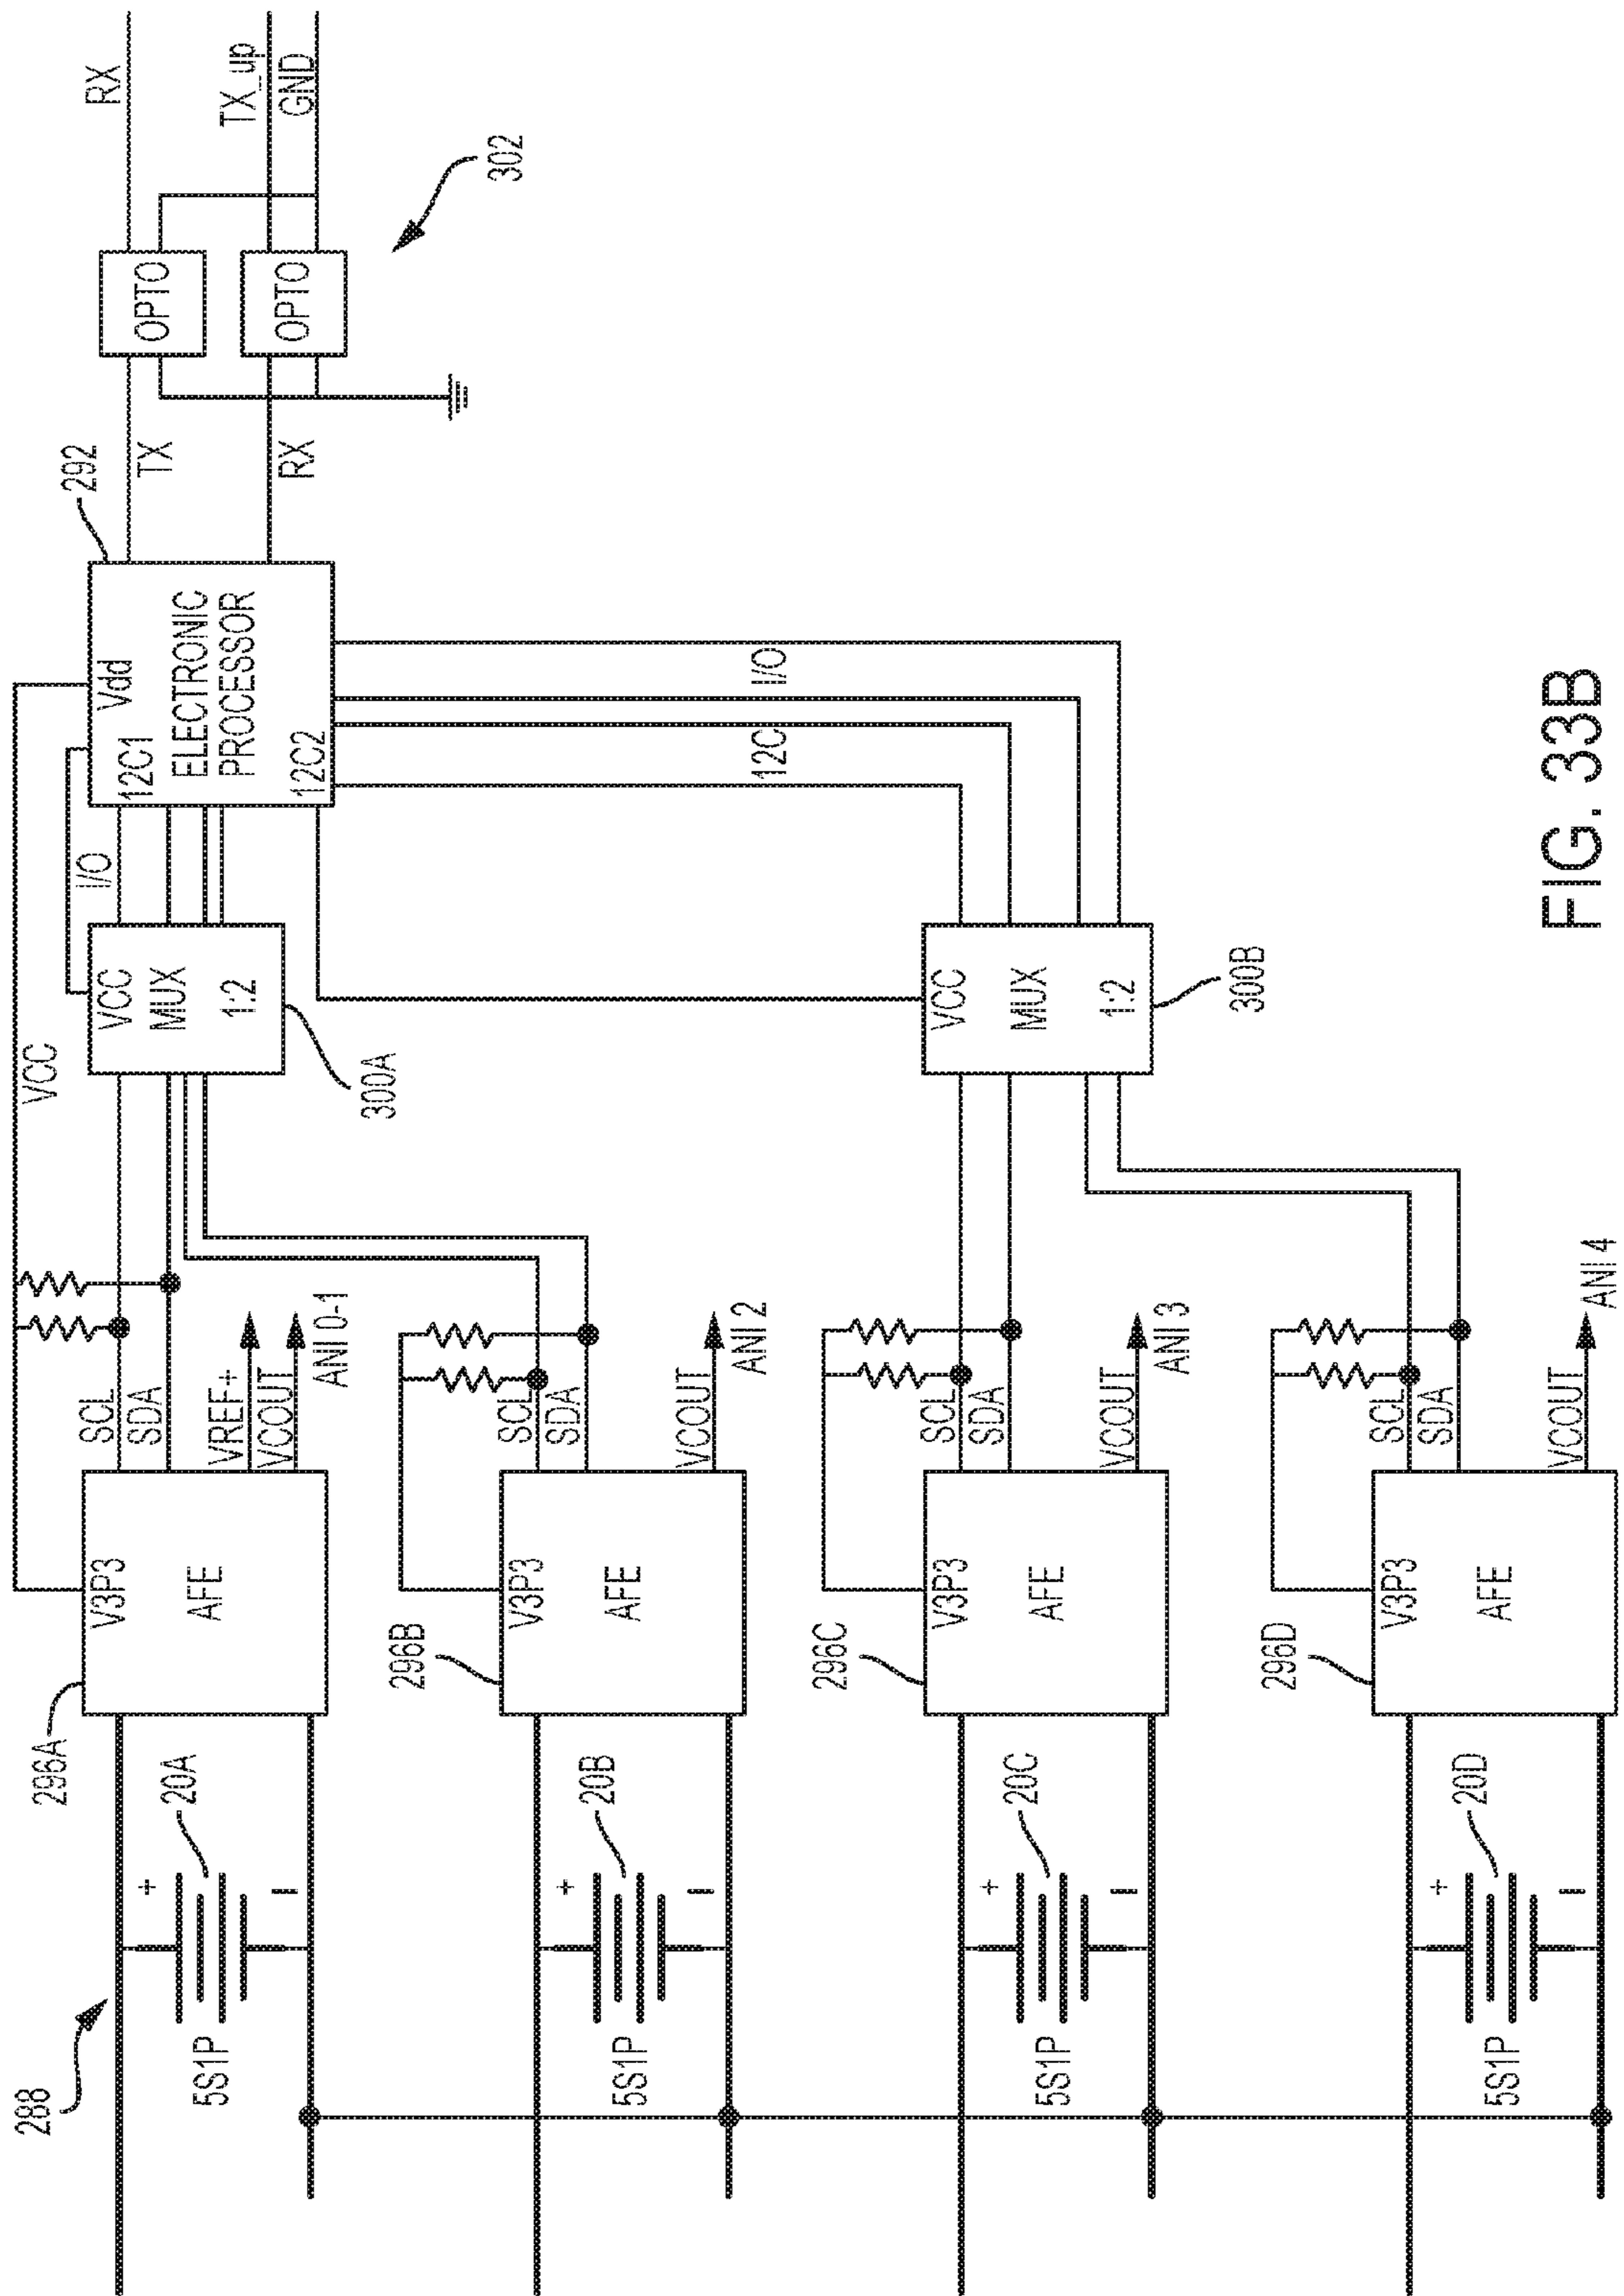 288
5S1P
+
20A
-
296A
V3P3
AFE
SCL
SDA
VREF+
VCOUT
ANI 0-1
VCC
VCC
MUX
1:2
300A
I/O
Vdd
12C1
ELECTRONIC
PROCESSOR
12C2
292
TX
RX
OPTO
OPTO
RX
TX_up
GND
302
5S1P
+
20B
-
296B
V3P3
AFE
SCL
SDA
VCOUT
ANI 2
5S1P
+
20C
-
296C
V3P3
AFE
SCL
SDA
VCOUT
ANI 3
VCC
MUX
1:2
300B
12C
I/O
5S1P
+
20D
-
296D
V3P3
AFE
SCL
SDA
VCOUT
ANI 4
FIG. 33B